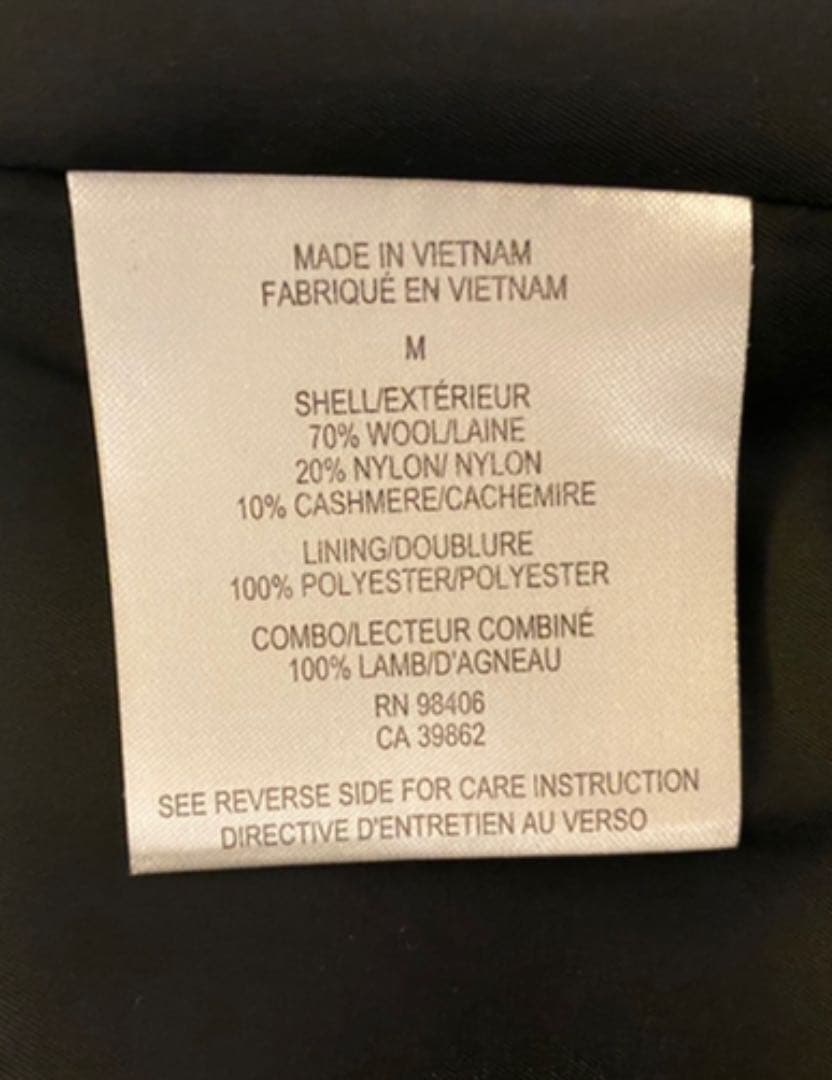 MADE IN VIETNAM
FABRIQUÉ EN VIETNAM
M
SHELL/EXTÉRIEUR
70% WOOL/LAINE
20% NYLON/ NYLON
10% CASHMERE/CACHEMIRE
LINING/DOUBLURE
100% POLYESTER/POLYESTER
COMBO/LECTEUR COMBINÉ
100% LAMB/D'AGNEAU
RN 98406
CA 39862
SEE REVERSE SIDE FOR CARE INSTRUCTION
DIRECTIVE D'ENTRETIEN AU VERSO